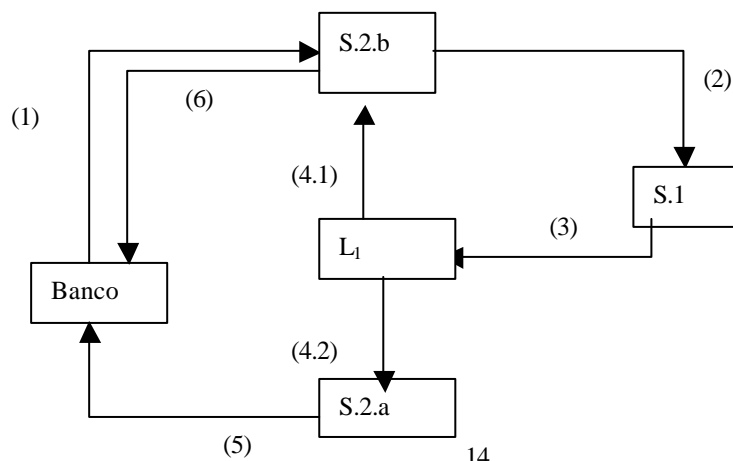 S.2.b
(6)
(2)
(1)
(4.1)
S.1
L1
(3)
Banco
(4.2)
S.2.a
(5)
14